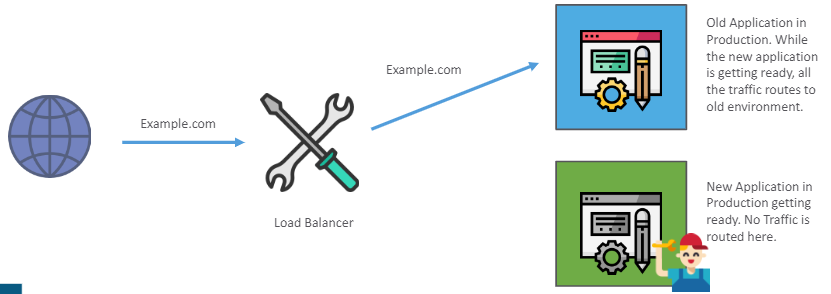 Old Application in
Production. While
the new application
is getting ready, all
the traffic routes to
old environment.
Example.com
Example.com
Load Balancer
New Application in
Production getting
ready. No Traffic is
routed here.